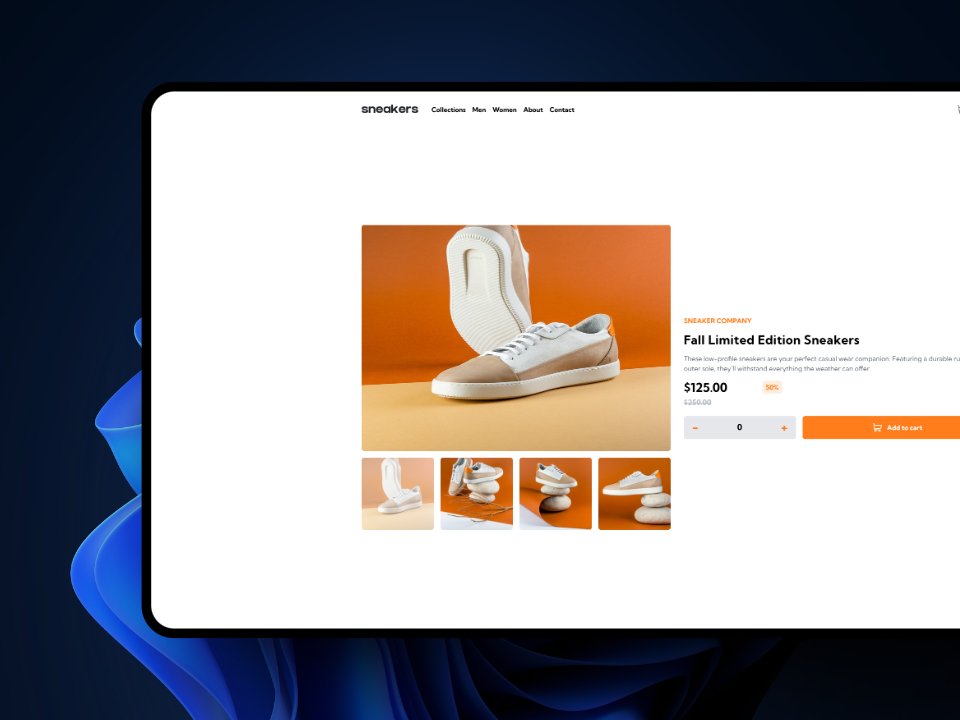 sneakers
Collections Men Women About Contact
SNEAKER COMPANY
Fall Limited Edition Sneakers
These low-profile sneakers are your perfect casual wear companion. Featuring a durable
outer sole, they'll withstand everything the weather can offer.
$125.00 50%
$250.00
- 0 +
Add to cart